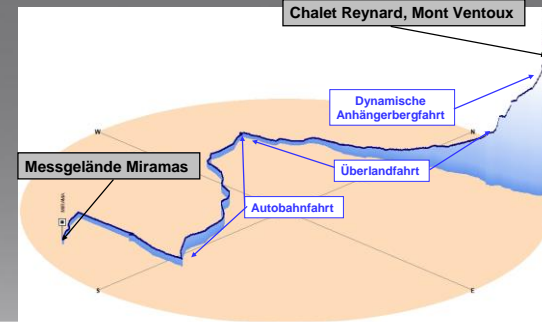 Chalet Reynard, Mont Ventoux
Dynamische
Anhängerbergfahrt
W
N
Messgelände Miramas
Überlandfahrt
Autobahnfahrt
S
E